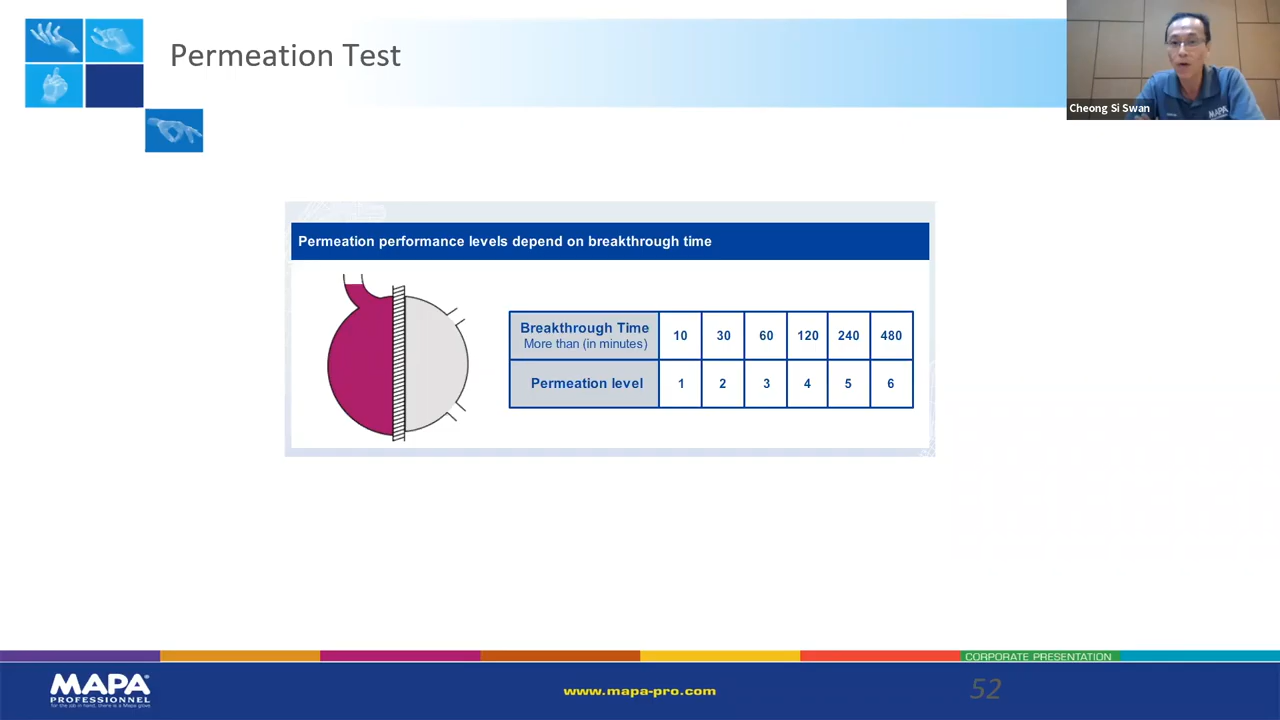 Permeation Test
Cheong Si Swan
MAPA
Permeation performance levels depend on breakthrough time
Breakthrough Time 10 30 60 120 240 480
More than (in minutes)
Permeation level 1 2 3 4 5 6
CORPORATE PRESENTATION
MAPA®
PROFESSIONNEL
for the job in hand, there is a Mapa glove
www.mapa-pro.com
52